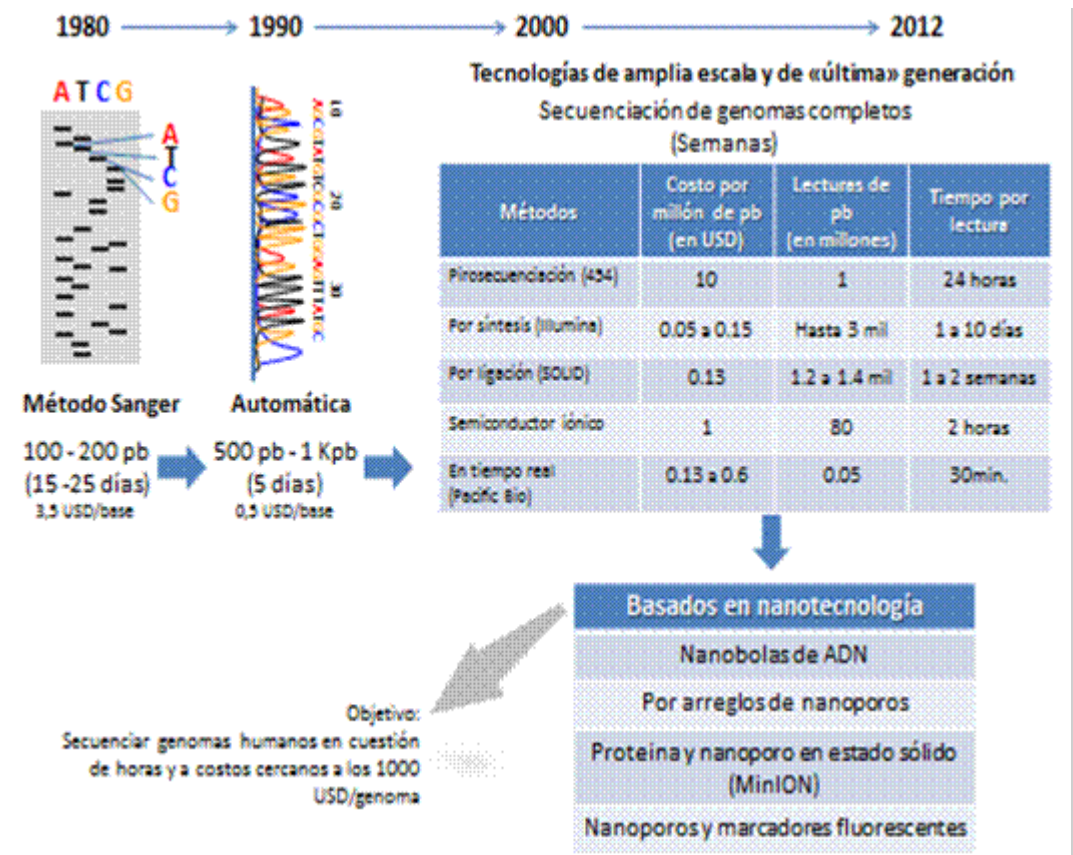 1980 1990 2000 2012
A T C G
A
T
C
G
10
20
30
Método Sanger
100 - 200 pb
(15 -25 días)
3,5 USD/base
Automática
500 pb - 1 Kpb
(5 días)
0,5 USD/base
Tecnologías de amplia escala y de «última» generación
Secuenciación de genomas completos
(Semanas)
Métodos
Costo por
millón de pb
(en USD)
Lecturas de
pb
(en millones)
Tiempo por
lectura
Pirosecuenciación (454) 10 1 24 horas
Por síntesis (Illumina) 0.05 a 0.15 Hasta 3 mil 1 a 10 días
Por ligación (SOLID) 0.13 1.2 a 1.4 mil 1 a 2 semanas
Semiconductor iónico 1 80 2 horas
En tiempo real
(Pacific Bio) 0.13 a 0.6 0.05 30min.
Basados en nanotecnología
Nanobolas de ADN
Por arreglos de nanoporos
Proteina y nanoporo en estado sólido
(MinION)
Nanoporos y marcadores fluorescentes
Objetivo:
Secuenciar genomas humanos en cuestión
de horas y a costos cercanos a los 1000
USD/genoma